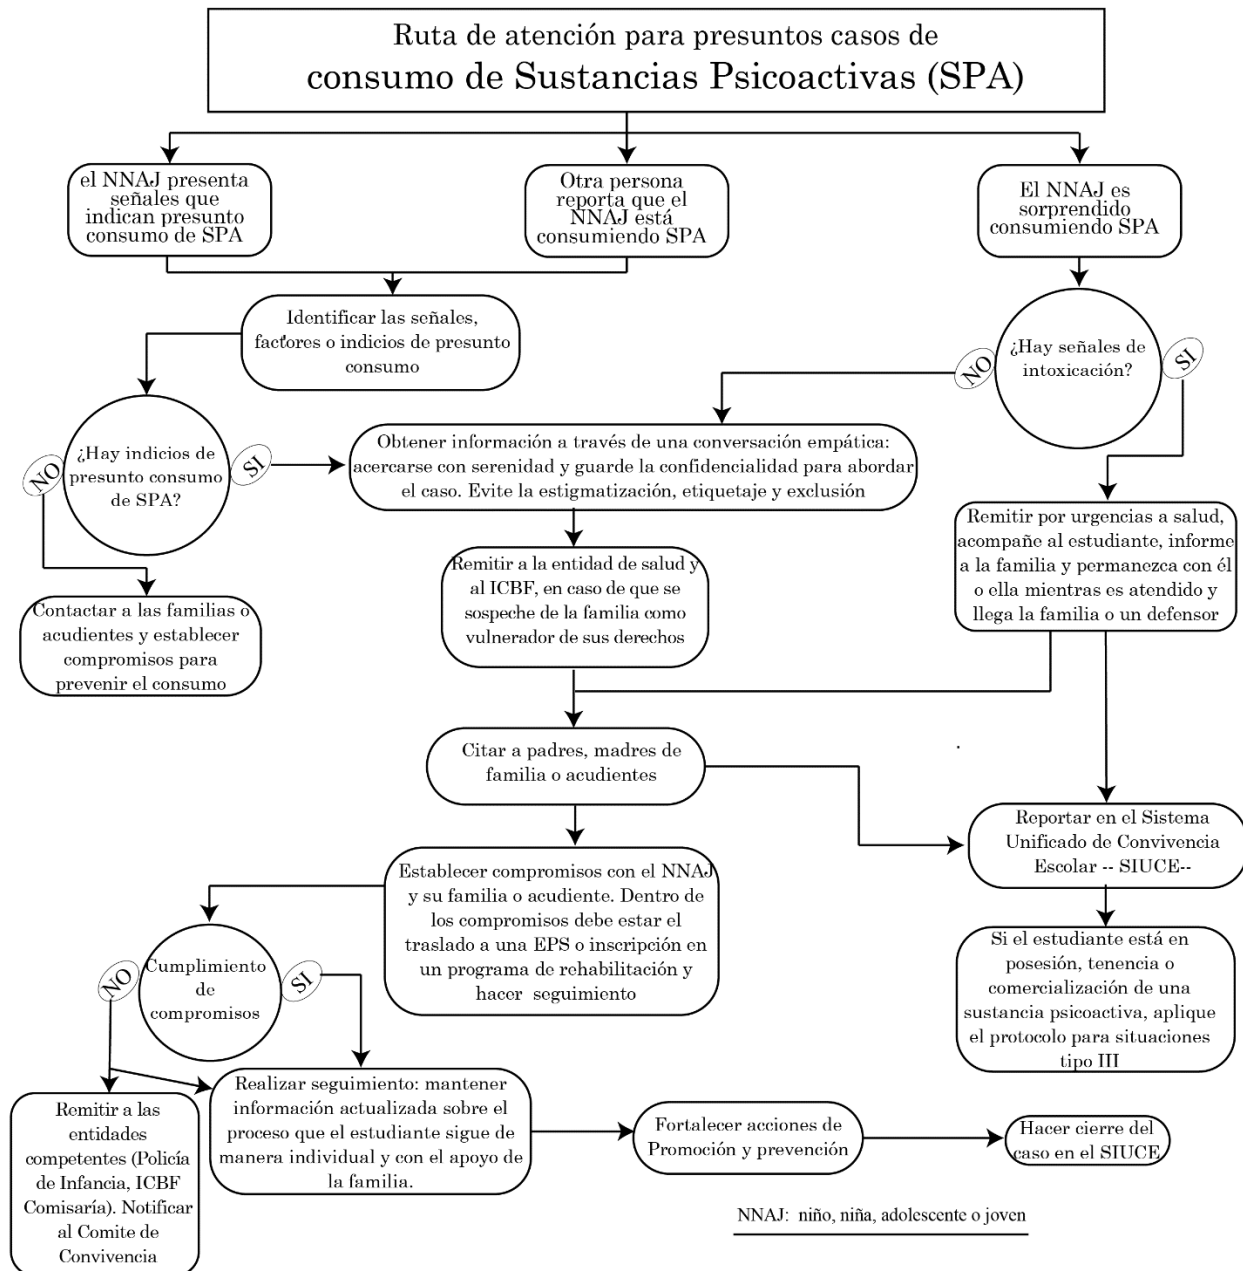 Ruta de atención para presuntos casos de
consumo de Sustancias Psicoactivas (SPA)
el NNAJ presenta
señales que
indican presunto
consumo de SPA
Otra persona
reporta que el
NNAJ está
consumiendo SPA
El NNAJ es
sorprendido
consumiendo SPA
Identificar las señales,
factores o indicios de presunto
consumo
¿Hay señales de
intoxicación?
NO
SI
¿Hay indicios de
presunto consumo
de SPA?
NO
SI
Obtener información a través de una conversación empática:
acercarse con serenidad y guarde la confidencialidad para abordar
el caso. Evite la estigmatización, etiquetaje y exclusión
Remitir por urgencias a salud,
acompañe al estudiante, informe
a la familia y permanezca con él
o ella mientras es atendido y
llega la familia o un defensor
Remitir a la entidad de salud y
al ICBF, en caso de que se
sospeche de la familia como
vulnerador de sus derechos
Contactar a las familias o
acudientes y establecer
compromisos para
prevenir el consumo
Citar a padres, madres de
familia o acudientes
Reportar en el Sistema
Unificado de Convivencia
Escolar -- SIUCE--
Establecer compromisos con el NNAJ
y su familia o acudiente. Dentro de
los compromisos debe estar el
traslado a una EPS o inscripción en
un programa de rehabilitación y
hacer seguimiento
Si el estudiante está en
posesión, tenencia o
comercialización de una
sustancia psicoactiva, aplique
el protocolo para situaciones
tipo III
Cumplimiento
de
compromisos
NO
SI
Remitir a las
entidades
competentes (Policía
de Infancia, ICBF
Comisaría). Notificar
al Comite de
Convivencia
Realizar seguimiento: mantener
información actualizada sobre el
proceso que el estudiante sigue de
manera individual y con el apoyo de
la familia.
Fortalecer acciones de
Promoción y prevención
Hacer cierre del
caso en el SIUCE
NNAJ: niño, niña, adolescente o joven